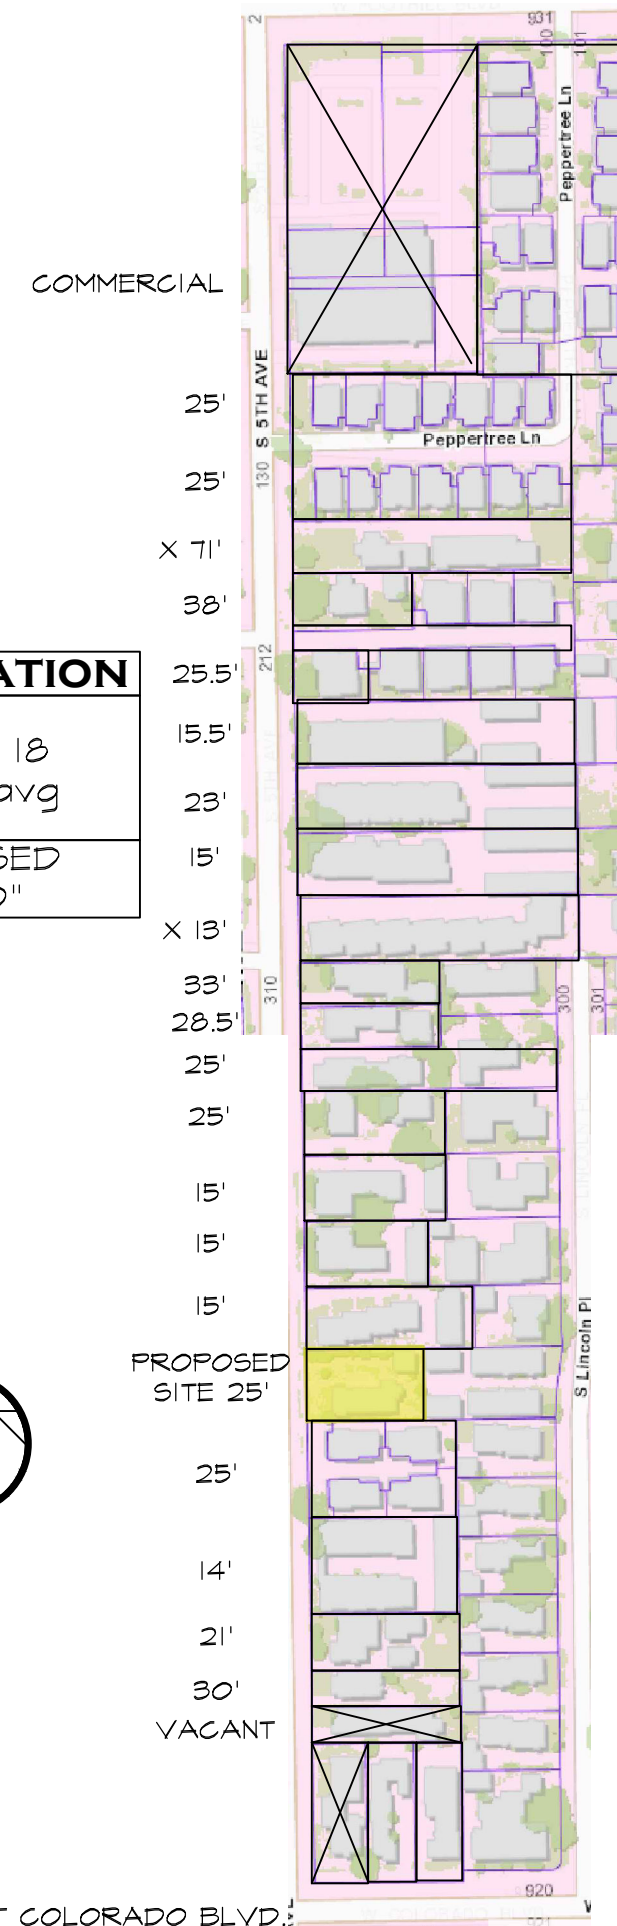 2
931
100
101
Peppertree Ln
COMMERCIAL
S 5TH AVE
25'
Peppertree Ln
130
25'
X 71'
38'
212
ATION
25.5'
18
avg
15.5'
23'
SED
15'
X 13'
33'
310
300
301
28.5'
25'
25'
15'
15'
15'
S Lincoln Pl
PROPOSED
SITE 25'
25'
14'
21'
30'
VACANT
920
T COLORADO BLVD.